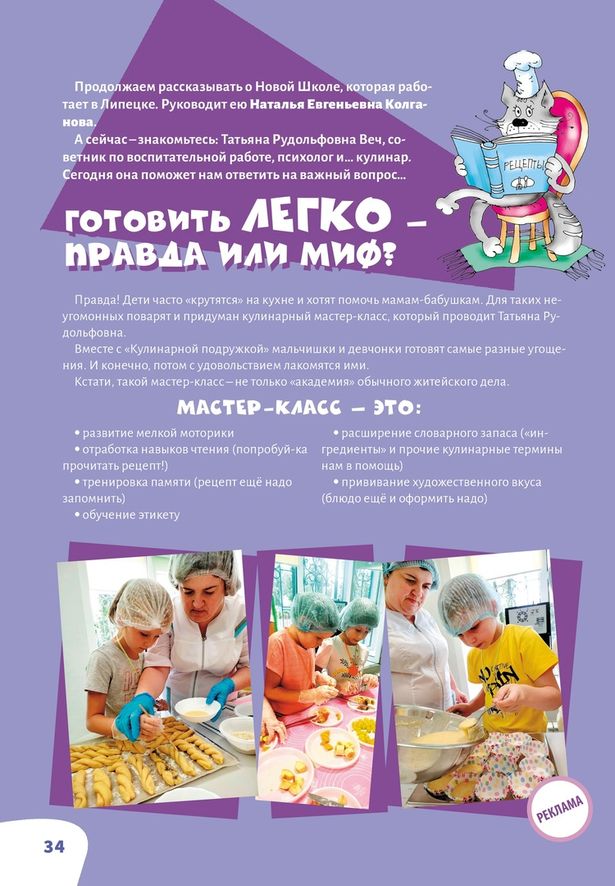 Продолжаем рассказывать о Новой Школе, которая рабо-
тает в Липецке. Руководит ею Наталья Евгеньевна Колга-
нова.
А сейчас – знакомьтесь: Татьяна Рудольфовна Веч, со-
ветник по воспитательной работе, психолог и... кулинар.
Сегодня она поможет нам ответить на важный вопрос...
РЕЦЕПТЫ
ГОТОВИТЬ ЛЕГКО –
ПРАВДА ИЛИ МИФ?
Правда! Дети часто «крутятся» на кухне и хотят помочь мамам-бабушкам. Для таких не-
угомонных поварят и придуман кулинарный мастер-класс, который проводит Татьяна Ру-
дольфовна.
Вместе с «Кулинарной подружкой» мальчишки и девчонки готовят самые разные угоще-
ния. И конечно, потом с удовольствием лакомятся ими.
Кстати, такой мастер-класс – не только «академия» обычного житейского дела.
МАСТЕР-КЛАСС – ЭТО:
• развитие мелкой моторики
• отработка навыков чтения (попробуй-ка
прочитать рецепт!)
• тренировка памяти (рецепт ещё надо
запомнить)
• обучение этикету
• расширение словарного запаса («ин-
гредиенты» и прочие кулинарные термины
нам в помощь)
• прививание художественного вкуса
(блюдо ещё и оформить надо)
РЕКЛАМА
34